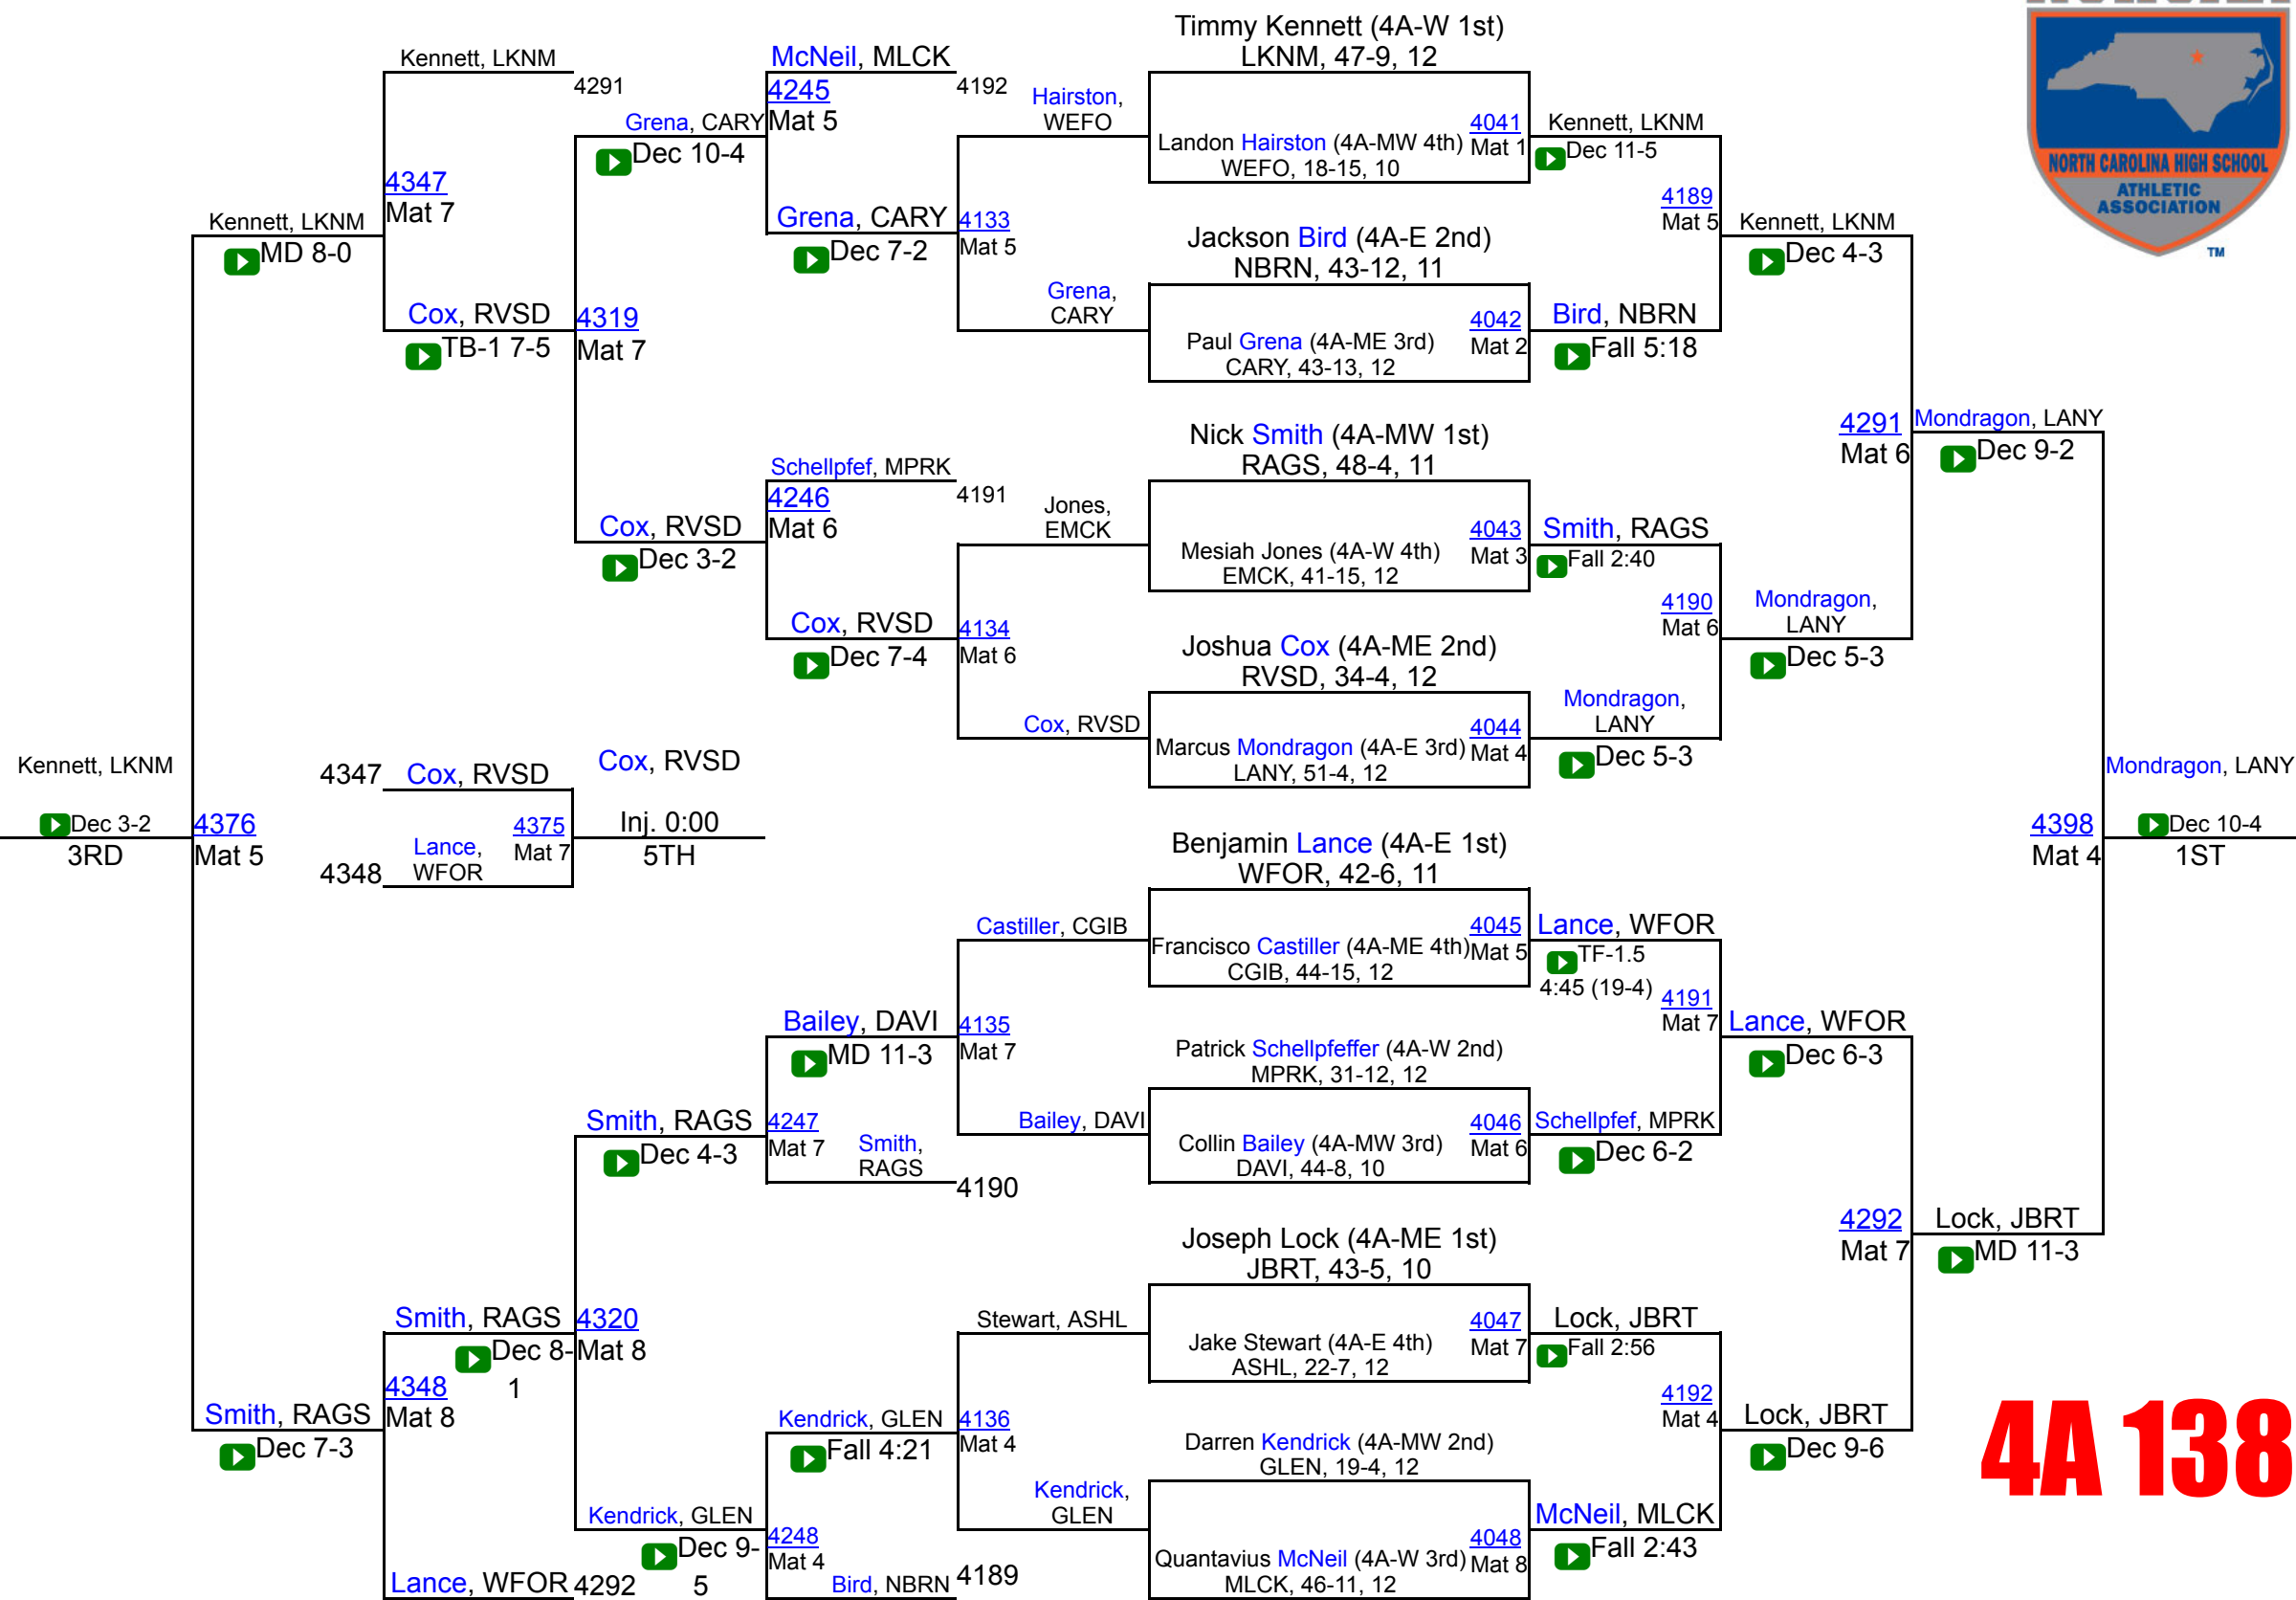 Kennett, LKNM
4291
4347
Mat 7
Kennett, LKNM
MD 8-0
Cox, RVSD
TB-1 7-5
Grena, CARY
Dec 10-4
4319
Mat 7
Cox, RVSD
Dec 3-2
McNeil, MLCK
4192
4245
Mat 5
Grena, CARY
Dec 7-2
Schellpfef, MPRK
4191
4246
Mat 6
Cox, RVSD
Dec 7-4
Hairston,
WEFO
4133
Mat 5
Grena,
CARY
Jones,
EMCK
4134
Mat 6
Cox, RVSD
Kennett, LKNM
Dec 3-2
3RD
4376
Mat 5
4347
Cox, RVSD
4348
Lance,
WFOR
4375
Mat 7
Cox, RVSD
Inj. 0:00
5TH
Castiller, CGIB
Bailey, DAVI
MD 11-3
4135
Mat 7
Bailey, DAVI
Smith, RAGS
Dec 4-3
4247
Mat 7
Smith,
RAGS
4190
Smith, RAGS
Dec 8-
1
4320
Mat 8
4348
Mat 8
Smith, RAGS
Dec 7-3
Lance, WFOR
4292
Stewart, ASHL
Kendrick, GLEN
Fall 4:21
4136
Mat 4
Kendrick,
GLEN
Kendrick, GLEN
Dec 9-
5
4248
Mat 4
Bird, NBRN
4189
Timmy Kennett (4A-W 1st)
LKNM, 47-9, 12
Landon Hairston (4A-MW 4th)
WEFO, 18-15, 10
4041
Mat 1
Kennett, LKNM
Dec 11-5
Jackson Bird (4A-E 2nd)
NBRN, 43-12, 11
Paul Grena (4A-ME 3rd)
CARY, 43-13, 12
4042
Mat 2
Bird, NBRN
Fall 5:18
4189
Mat 5
Kennett, LKNM
Dec 4-3
Nick Smith (4A-MW 1st)
RAGS, 48-4, 11
Mesiah Jones (4A-W 4th)
EMCK, 41-15, 12
4043
Mat 3
Smith, RAGS
Fall 2:40
Joshua Cox (4A-ME 2nd)
RVSD, 34-4, 12
Marcus Mondragon (4A-E 3rd)
LANY, 51-4, 12
4044
Mat 4
Mondragon,
LANY
Dec 5-3
4190
Mat 6
Mondragon,
LANY
Dec 5-3
4291
Mat 6
Mondragon, LANY
Dec 9-2
Benjamin Lance (4A-E 1st)
WFOR, 42-6, 11
Francisco Castiller (4A-ME 4th)
CGIB, 44-15, 12
4045
Mat 5
Lance, WFOR
TF-1.5
4:45 (19-4)
Patrick Schellpfeffer (4A-W 2nd)
MPRK, 31-12, 12
Collin Bailey (4A-MW 3rd)
DAVI, 44-8, 10
4046
Mat 6
Schellpfef, MPRK
Dec 6-2
4191
Mat 7
Lance, WFOR
Dec 6-3
Joseph Lock (4A-ME 1st)
JBRT, 43-5, 10
Jake Stewart (4A-E 4th)
ASHL, 22-7, 12
4047
Mat 7
Lock, JBRT
Fall 2:56
Darren Kendrick (4A-MW 2nd)
GLEN, 19-4, 12
Quantavius McNeil (4A-W 3rd)
MLCK, 46-11, 12
4048
Mat 8
McNeil, MLCK
Fall 2:43
4192
Mat 4
Lock, JBRT
Dec 9-6
4292
Mat 7
Lock, JBRT
MD 11-3
4398
Mat 4
Mondragon, LANY
Dec 10-4
1ST
NORTH CAROLINA HIGH SCHOOL
ATHLETIC
ASSOCIATION
TM
4A 138